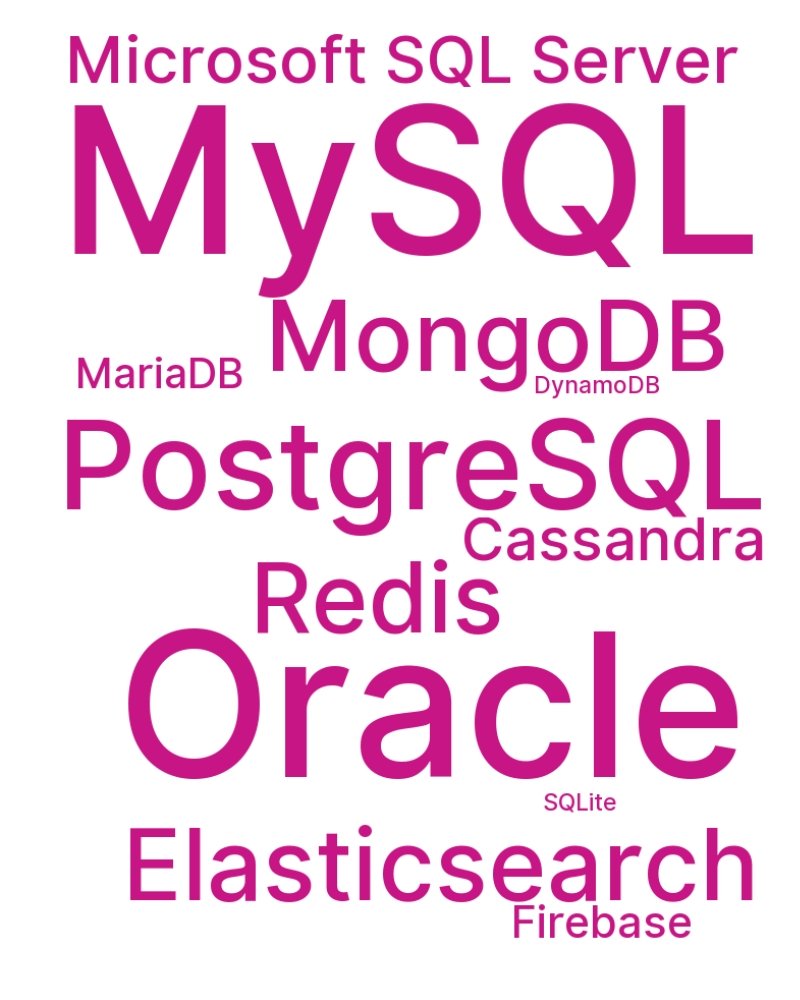 Microsoft SQL Server
MySQL
MongoDB
MariaDB
DynamoDB
PostgreSQL
Cassandra
Redis
Oracle
SQLite
Elasticsearch
Firebase